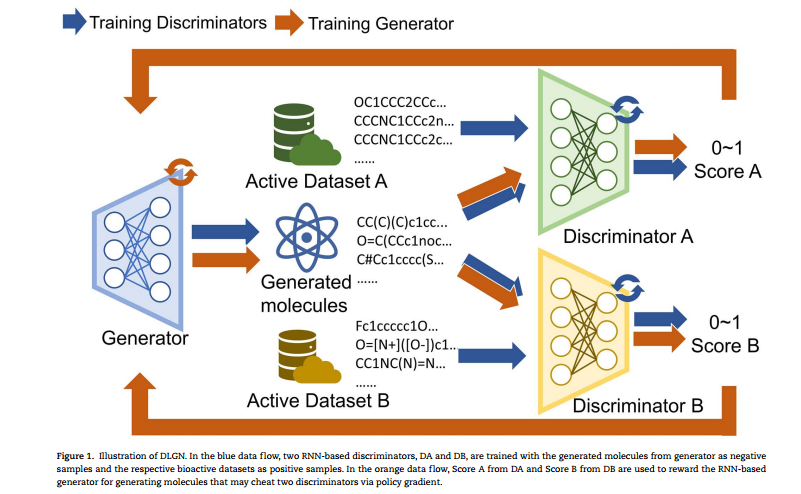 Training Discriminators Training Generator
OC1CCC2CCc...
CCCNC1CCc2n...
CCCNC1CCc2c...
......
Active Dataset A
0~1
Score A
Discriminator A
CC(C)(C)c1cc...
O=C(CCc1noc...
C#Cc1cccc(S...
......
Generated
molecules
Generator
Fc1ccccc1O...
O=[N+]([O-])c1...
CC1NC(N)=N...
......
Active Dataset B
0~1
Score B
Discriminator B
Figure 1. Illustration of DLGN. In the blue data flow, two RNN-based discriminators, DA and DB, are trained with the generated molecules from generator as negative
samples and the respective bioactive datasets as positive samples. In the orange data flow, Score A from DA and Score B from DB are used to reward the RNN-based
generator for generating molecules that may cheat two discriminators via policy gradient.